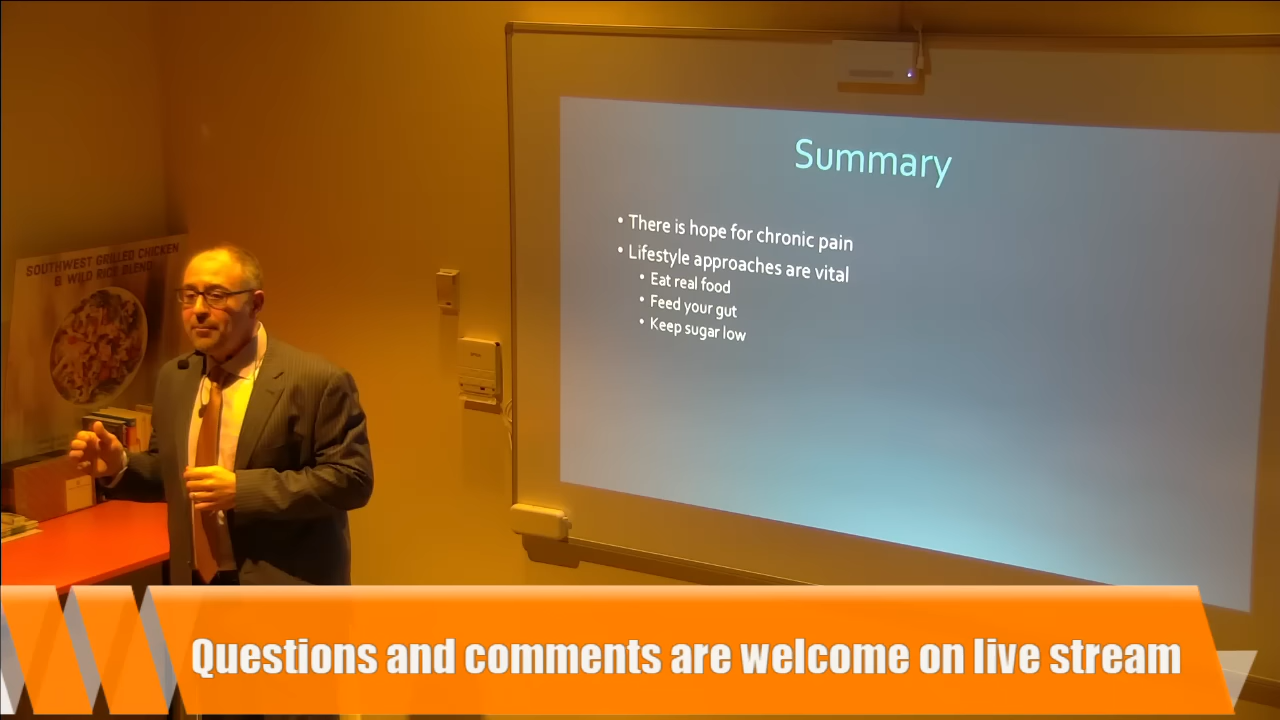 Summary
• There is hope for chronic pain
• Lifestyle approaches are vital
• Eat real food
• Feed your gut
• Keep sugar low
SOUTHWEST GRILLED CHICKEN
& WILD RICE BLEND
Questions and comments are welcome on live stream